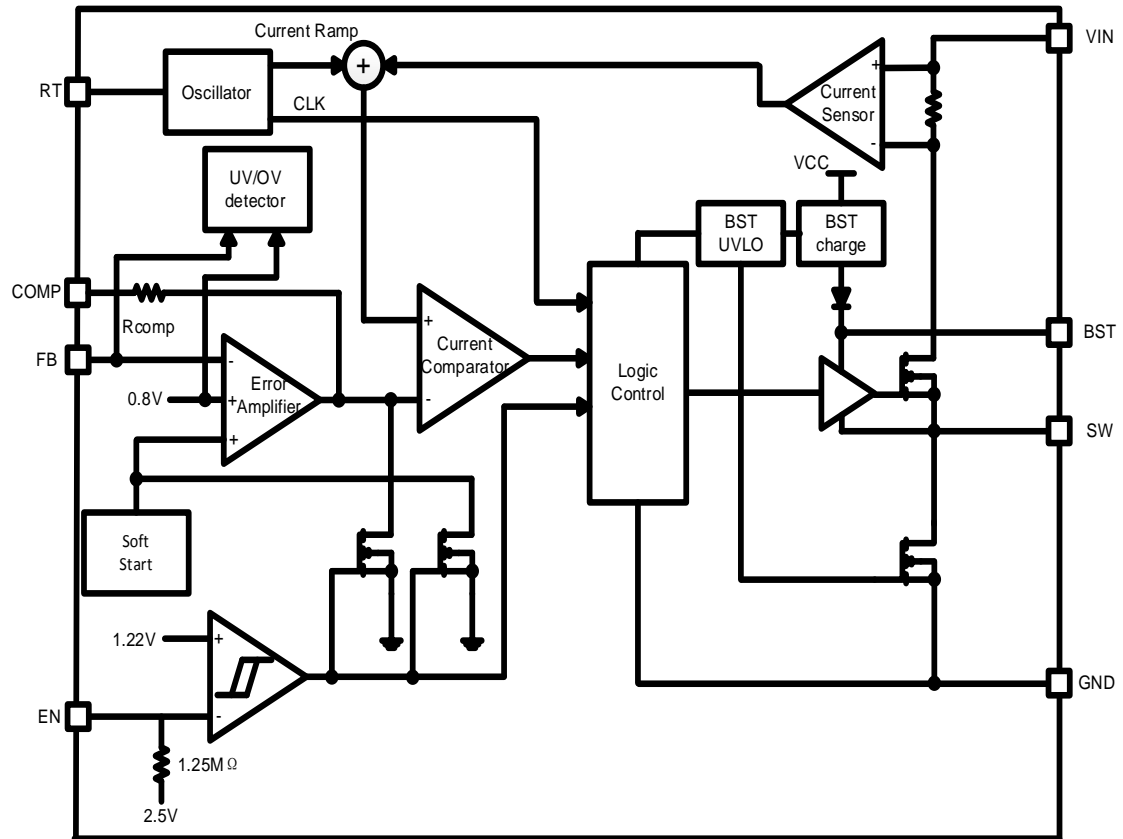 Current Ramp
VIN
+
+
RT
Oscillator
Current
Sensor
CLK
-
UV/OV
detector
VCC
BST
UVLO
BST
charge
COMP
Rcomp
+
BST
FB
-
Current
Comparator
Logic
Control
0.8V
+
Error
Amplifier
-
SW
+
Soft
Start
1.22V
+
GND
EN
-
1.25MΩ
2.5V